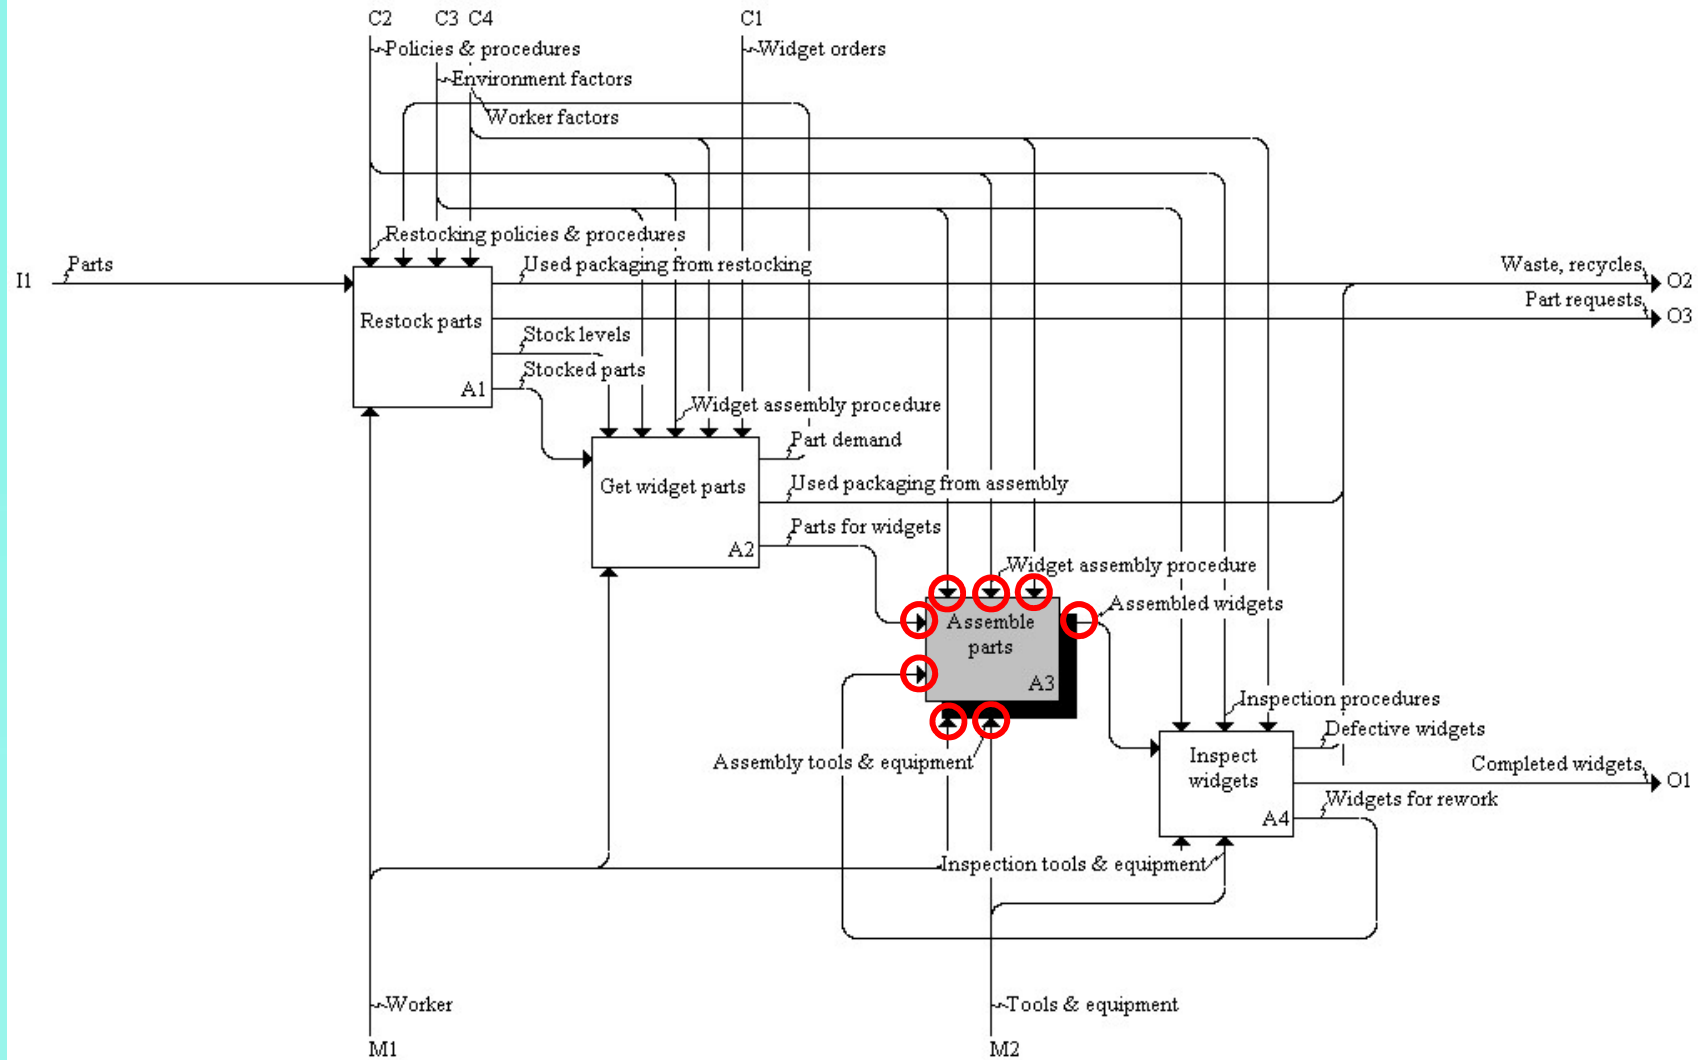 C2
C3
C4
C1
Policies & procedures
Widget orders
Environment factors
Worker factors
Restocking policies & procedures
I1
Parts
Used packaging from restocking
Waste, recycles
O2
Part requests
O3
Restock parts
Stock levels
Stocked parts
A1
Widget assembly procedure
Part demand
Get widget parts
Used packaging from assembly
Parts for widgets
A2
Widget assembly procedure
Assembled widgets
Assemble
parts
A3
Inspection procedures
Defective widgets
Assembly tools & equipment
Inspect
widgets
Completed widgets
O1
Widgets for rework
A4
Inspection tools & equipment
Worker
Tools & equipment
M1
M2